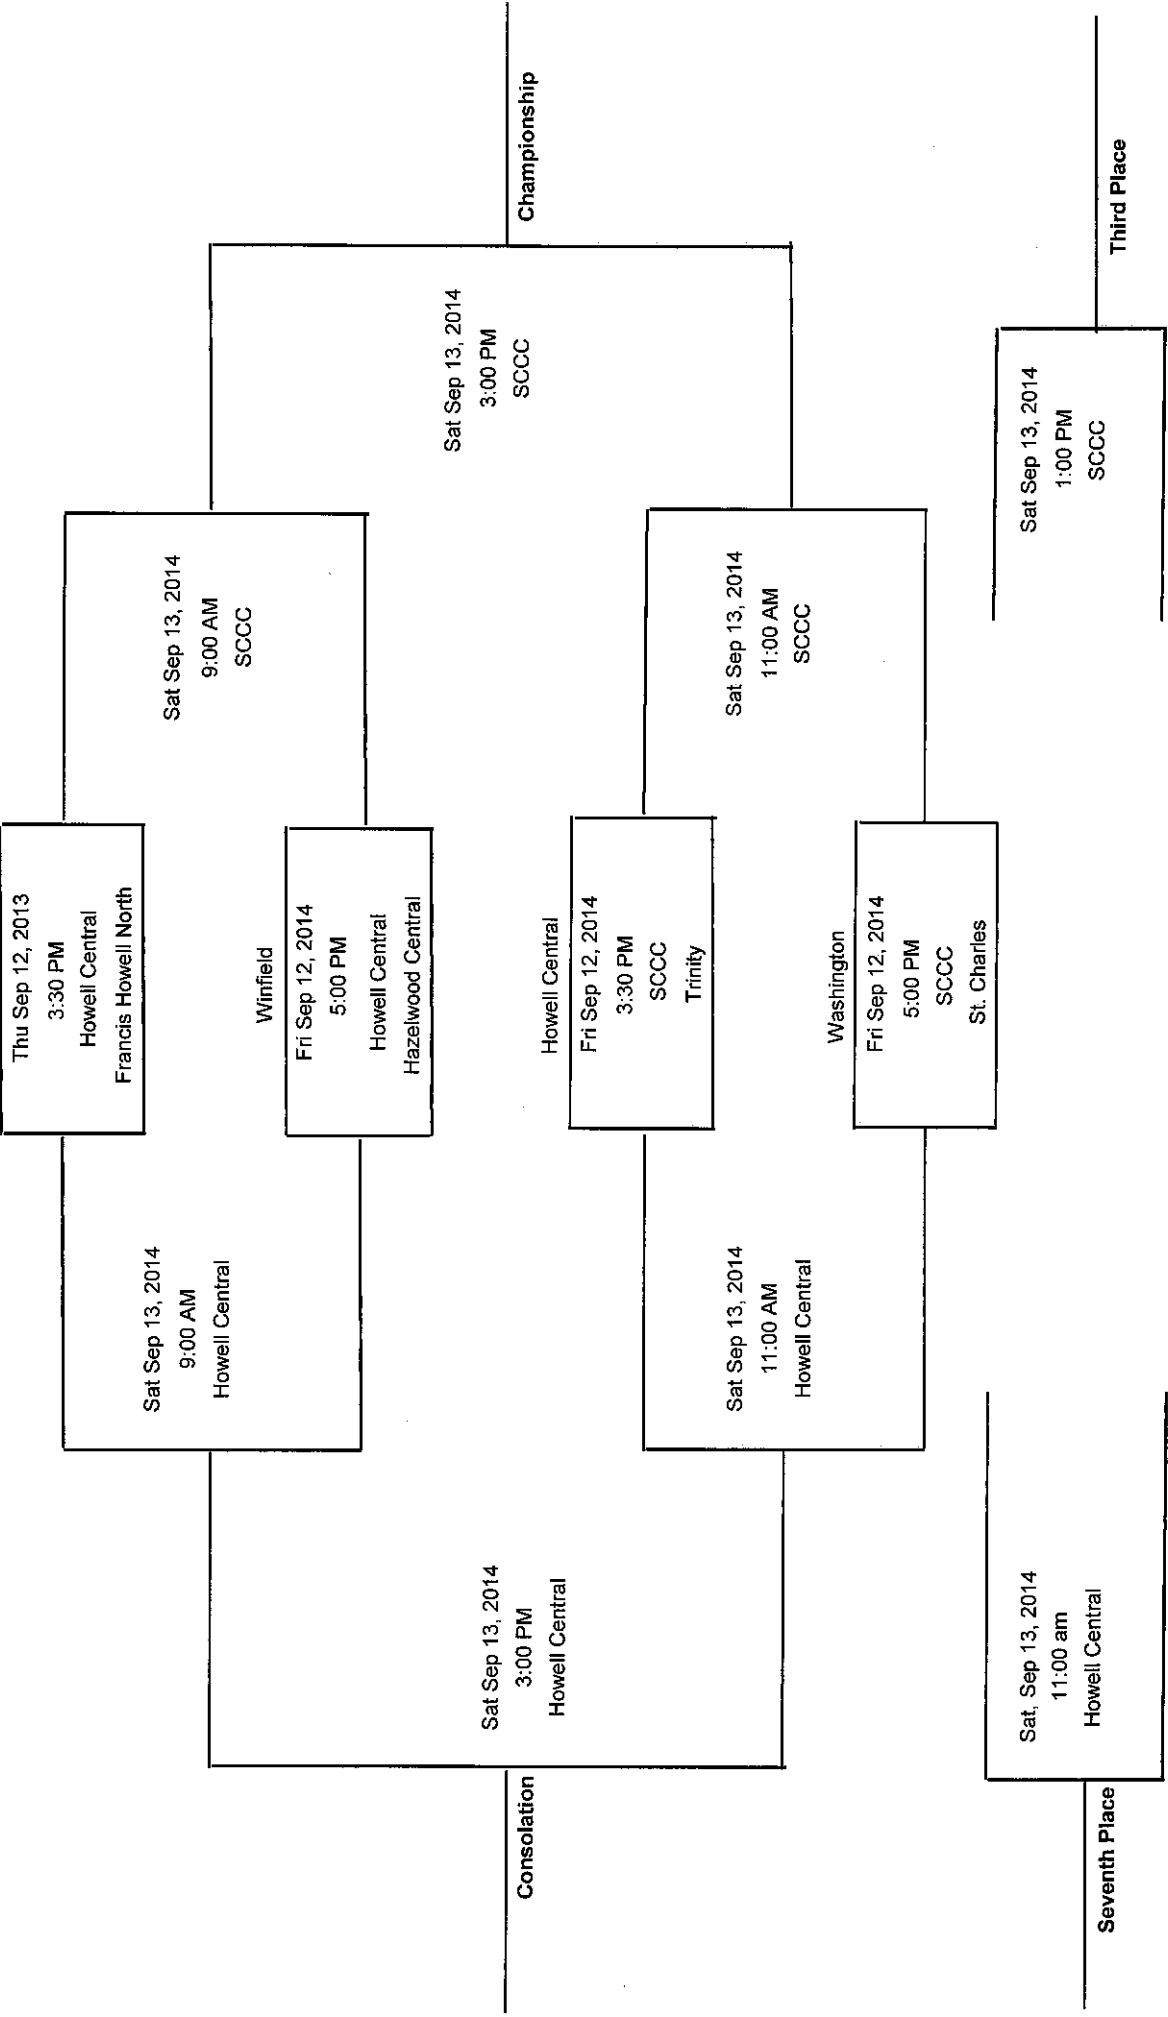 Thu Sep 12, 2013
3:30 PM
Howell Central
Francis Howell North
Sat Sep 13, 2014
9:00 AM
Howell Central
Sat Sep 13, 2014
9:00 AM
SCCC
Winfield
Fri Sep 12, 2014
5:00 PM
Howell Central
Hazelwood Central
Sat Sep 13, 2014
3:00 PM
Howell Central
Consolation
Sat Sep 13, 2014
3:00 PM
SCCC
Championship
Howell Central
Fri Sep 12, 2014
3:30 PM
SCCC
Trinity
Sat Sep 13, 2014
11:00 AM
Howell Central
Sat Sep 13, 2014
11:00 AM
SCCC
Washington
Fri Sep 12, 2014
5:00 PM
SCCC
St. Charles
Sat, Sep 13, 2014
11:00 am
Howell Central
Seventh Place
Sat Sep 13, 2014
1:00 PM
SCCC
Third Place